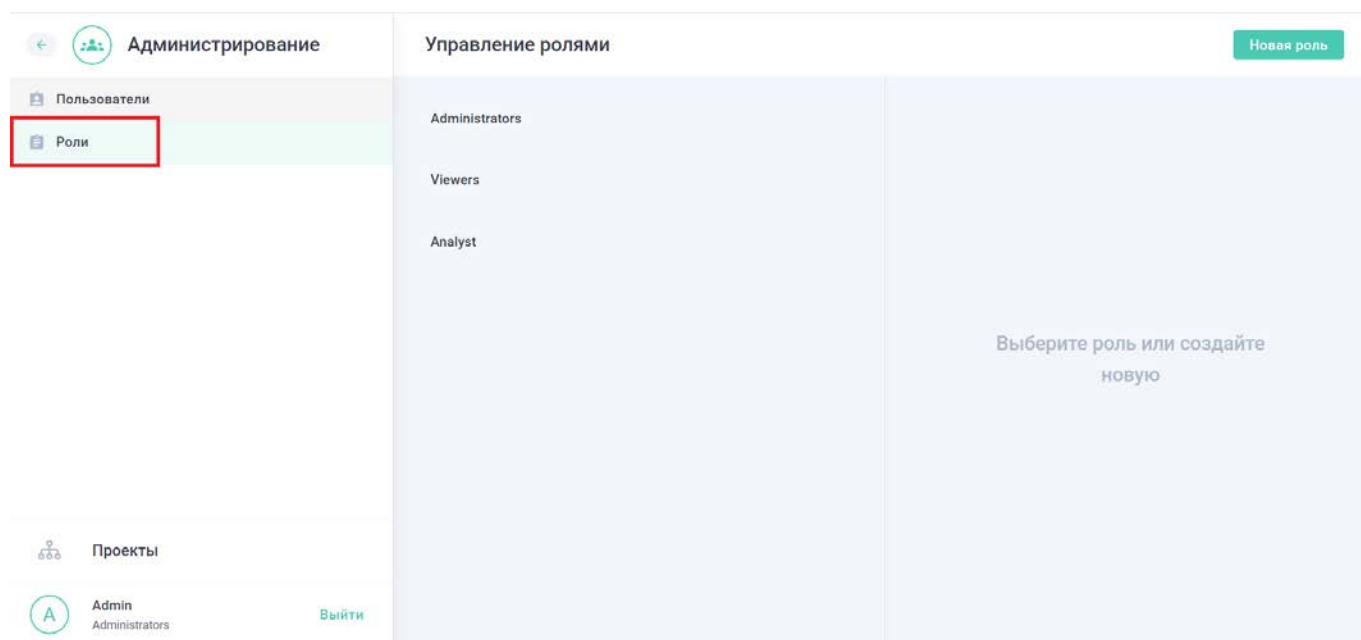 Администрирование
Управление ролями
Новая роль
Пользователи
Роли
Administrators
Viewers
Analyst
Выберите роль или создайте
новую
Проекты
A
Admin
Administrators
Выйти